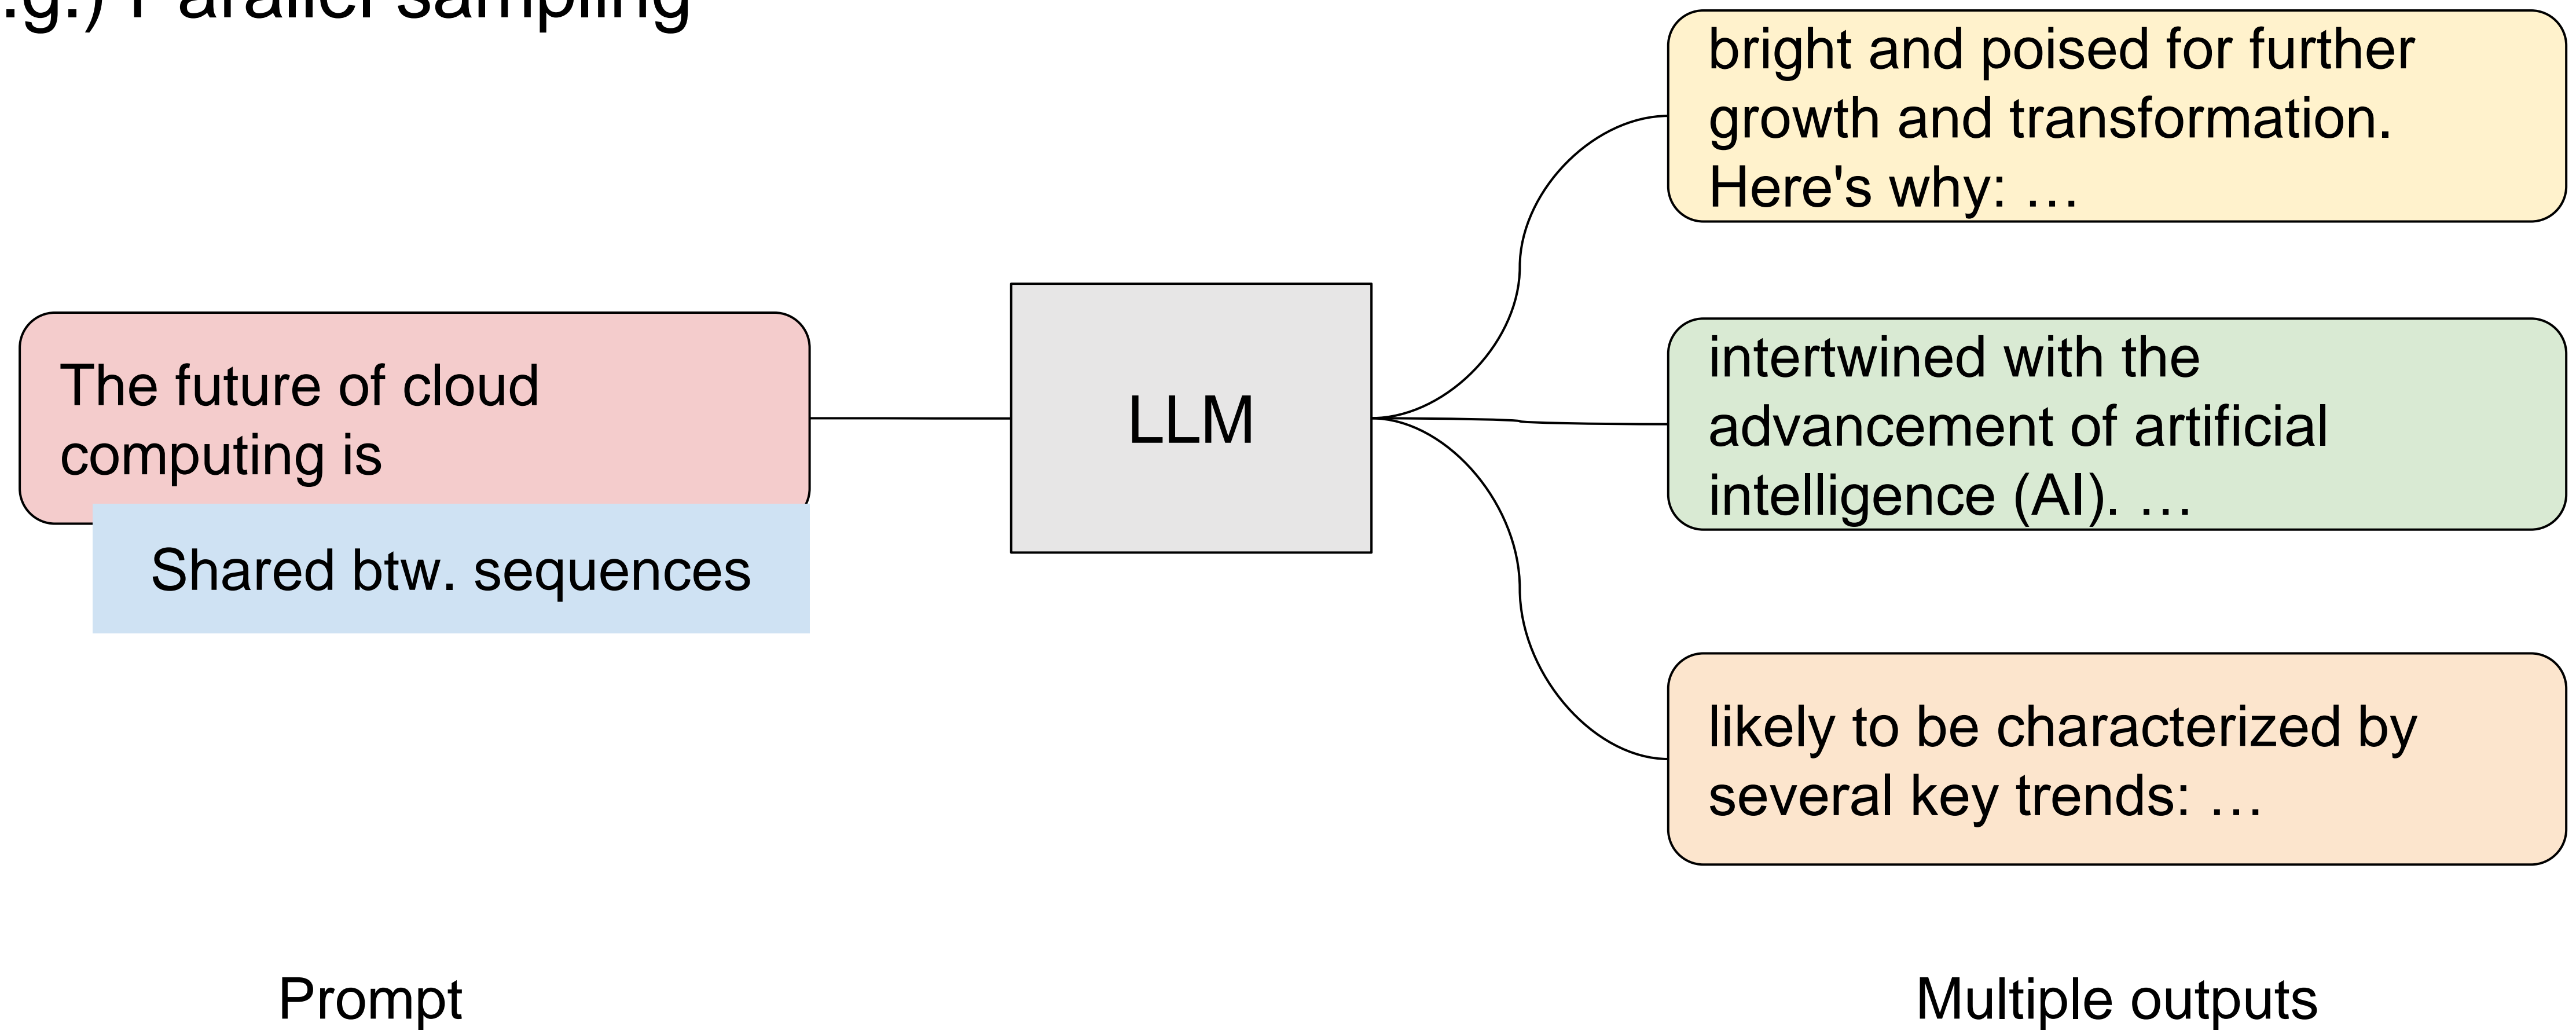 .g.) Parallel sampling
bright and poised for further
growth and transformation.
Here's why: …
The future of cloud
computing is
Shared btw. sequences
LLM
intertwined with the
advancement of artificial
intelligence (AI). …
likely to be characterized by
several key trends: …
Prompt
Multiple outputs